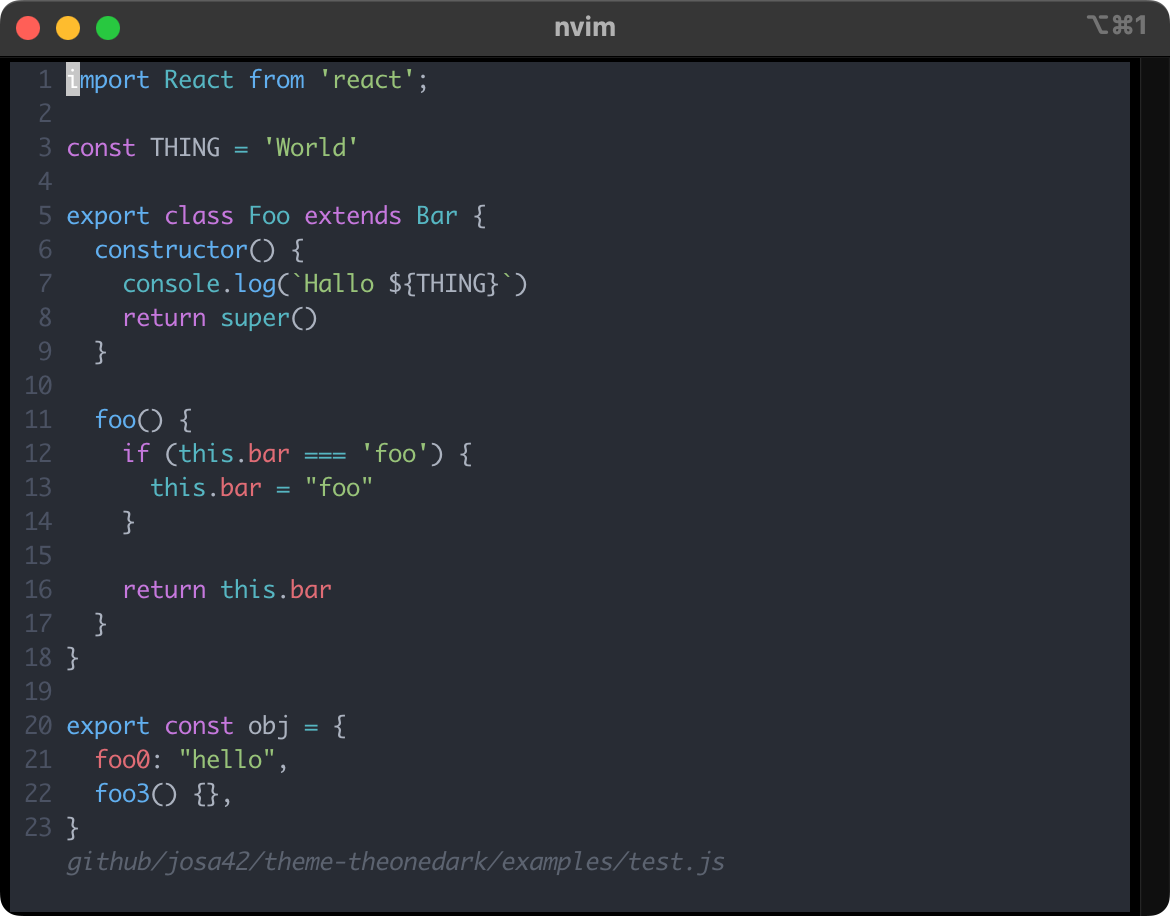 nvim
⌥⌘1
1 import React from 'react';
2
3 const THING = 'World'
4
5 export class Foo extends Bar {
6   constructor() {
7     console.log(`Hallo ${THING}`)
8     return super()
9   }
10
11   foo() {
12     if (this.bar === 'foo') {
13       this.bar = "foo"
14     }
15
16     return this.bar
17   }
18 }
19
20 export const obj = {
21   foo0: "hello",
22   foo3() {},
23 }
github/josa42/theme-theonedark/examples/test.js